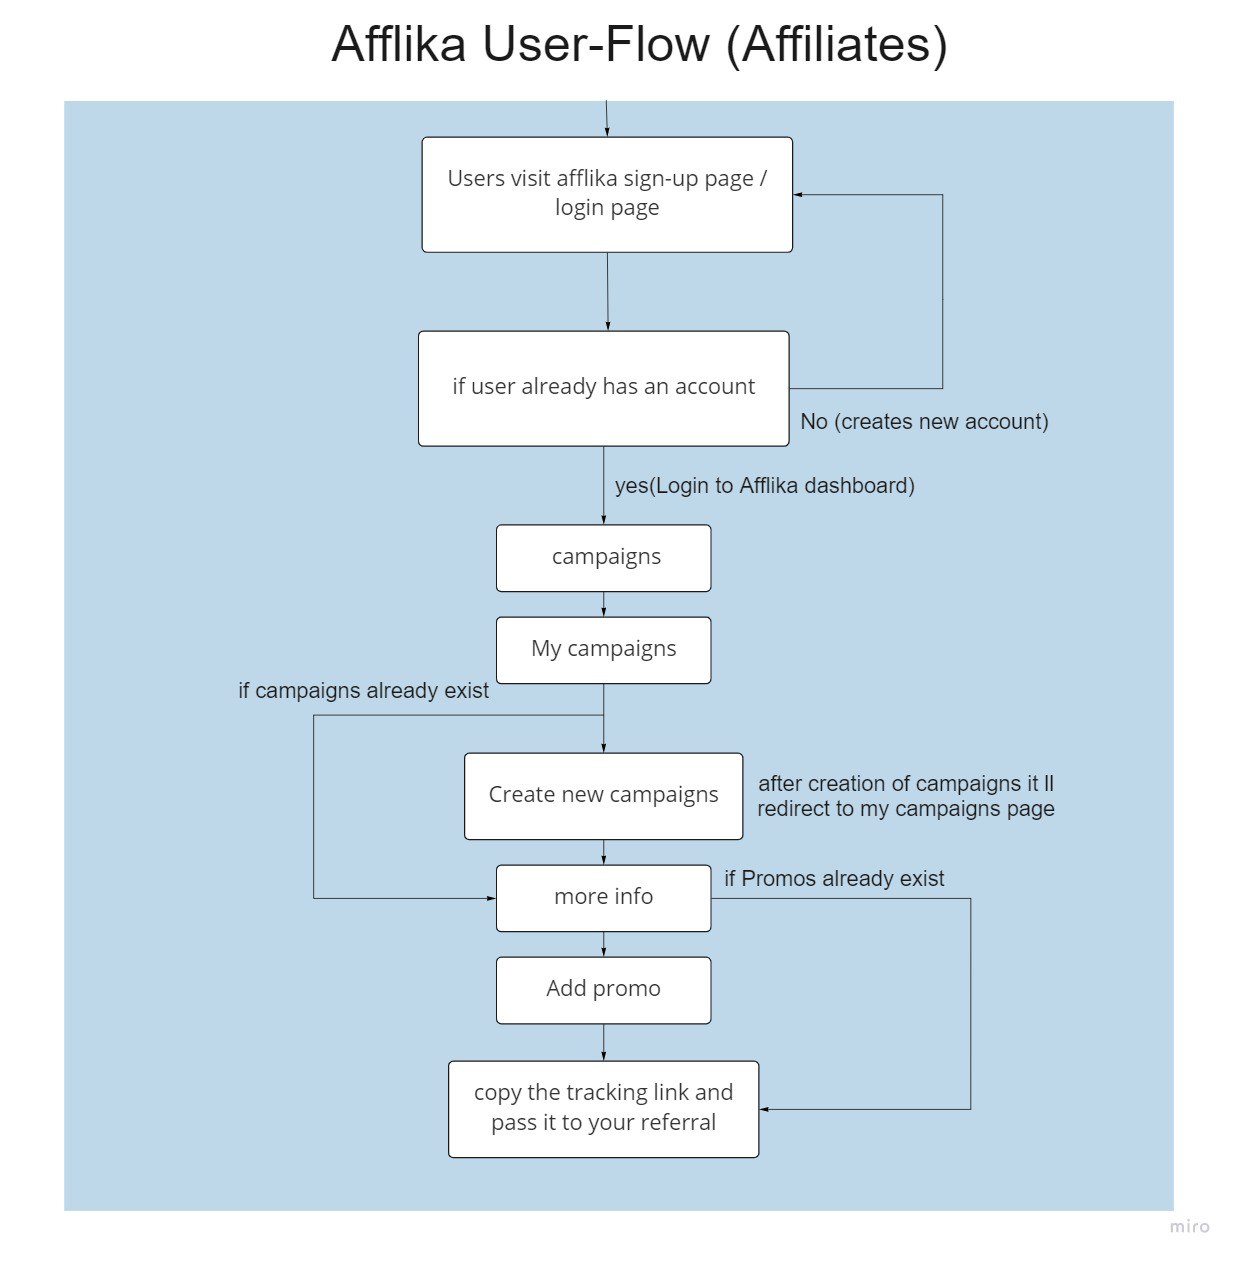 Afflika User-Flow (Affiliates)
Users visit afflika sign-up page /
login page
if user already has an account
No (creates new account)
yes(Login to Afflika dashboard)
campaigns
My campaigns
if campaigns already exist
Create new campaigns
after creation of campaigns it ll
redirect to my campaigns page
more info
if Promos already exist
Add promo
copy the tracking link and
pass it to your referral
miro